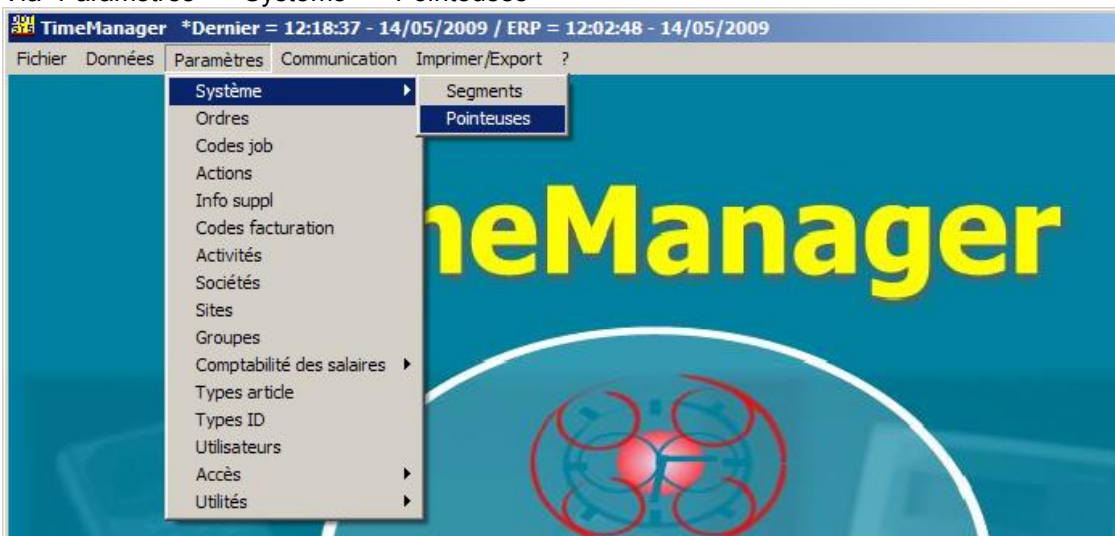 TimeManager *Dernier = 12:18:37 - 14/05/2009 / ERP = 12:02:48 - 14/05/2009
Fichier Données Paramètres Communication Imprimer/Export ?
Système
Segments
Pointeuses
Ordres
Codes job
Actions
Info suppl
Codes facturation
Activités
Sociétés
Sites
Groupes
Comptabilité des salaires
Types article
Types ID
Utilisateurs
Accès
Utilités
neManager